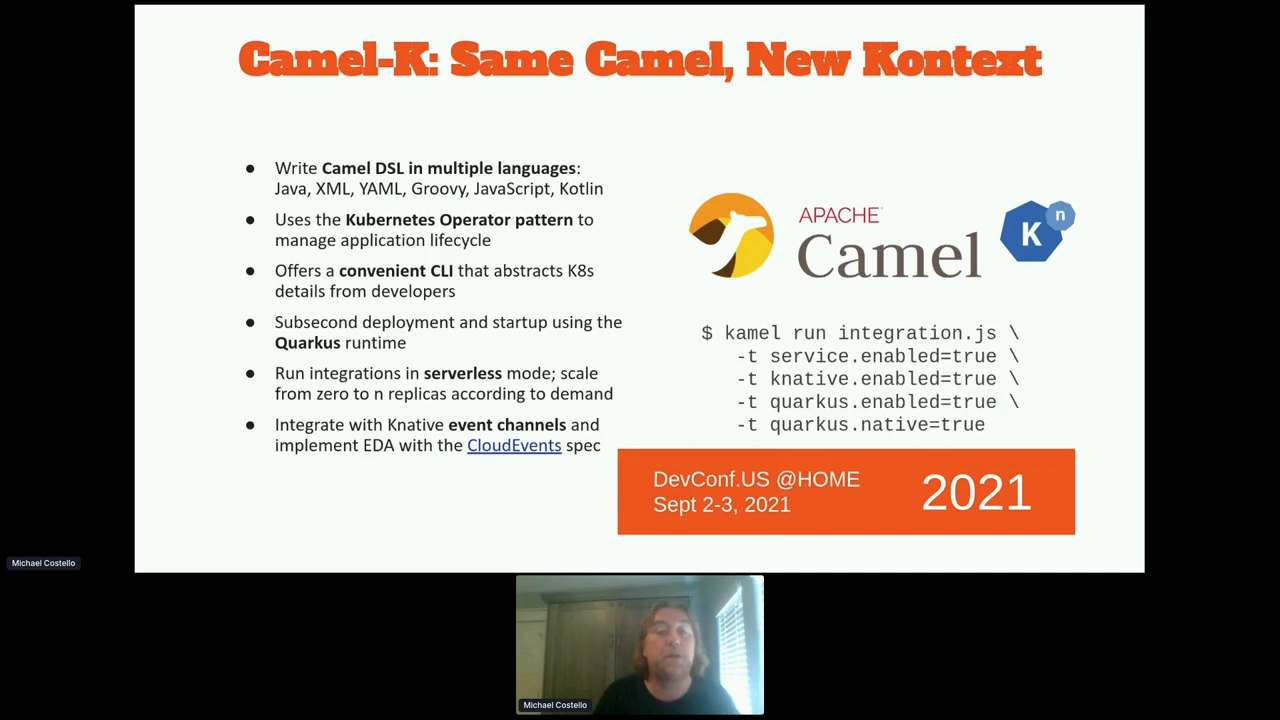 Camel-K: Same Camel, New Kontext
● Write Camel DSL in multiple languages:
Java, XML, YAML, Groovy, JavaScript, Kotlin
● Uses the Kubernetes Operator pattern to
manage application lifecycle
● Offers a convenient CLI that abstracts K8s
details from developers
● Subsecond deployment and startup using the
Quarkus runtime
● Run integrations in serverless mode; scale
from zero to n replicas according to demand
● Integrate with Knative event channels and
implement EDA with the CloudEvents spec
APACHE
Camel
K n
$ kamel run integration.js \
-t service.enabled=true \
-t knative.enabled=true \
-t quarkus.enabled=true \
-t quarkus.native=true
DevConf.US @HOME
Sept 2-3, 2021
2021
Michael Costello
Michael Costello